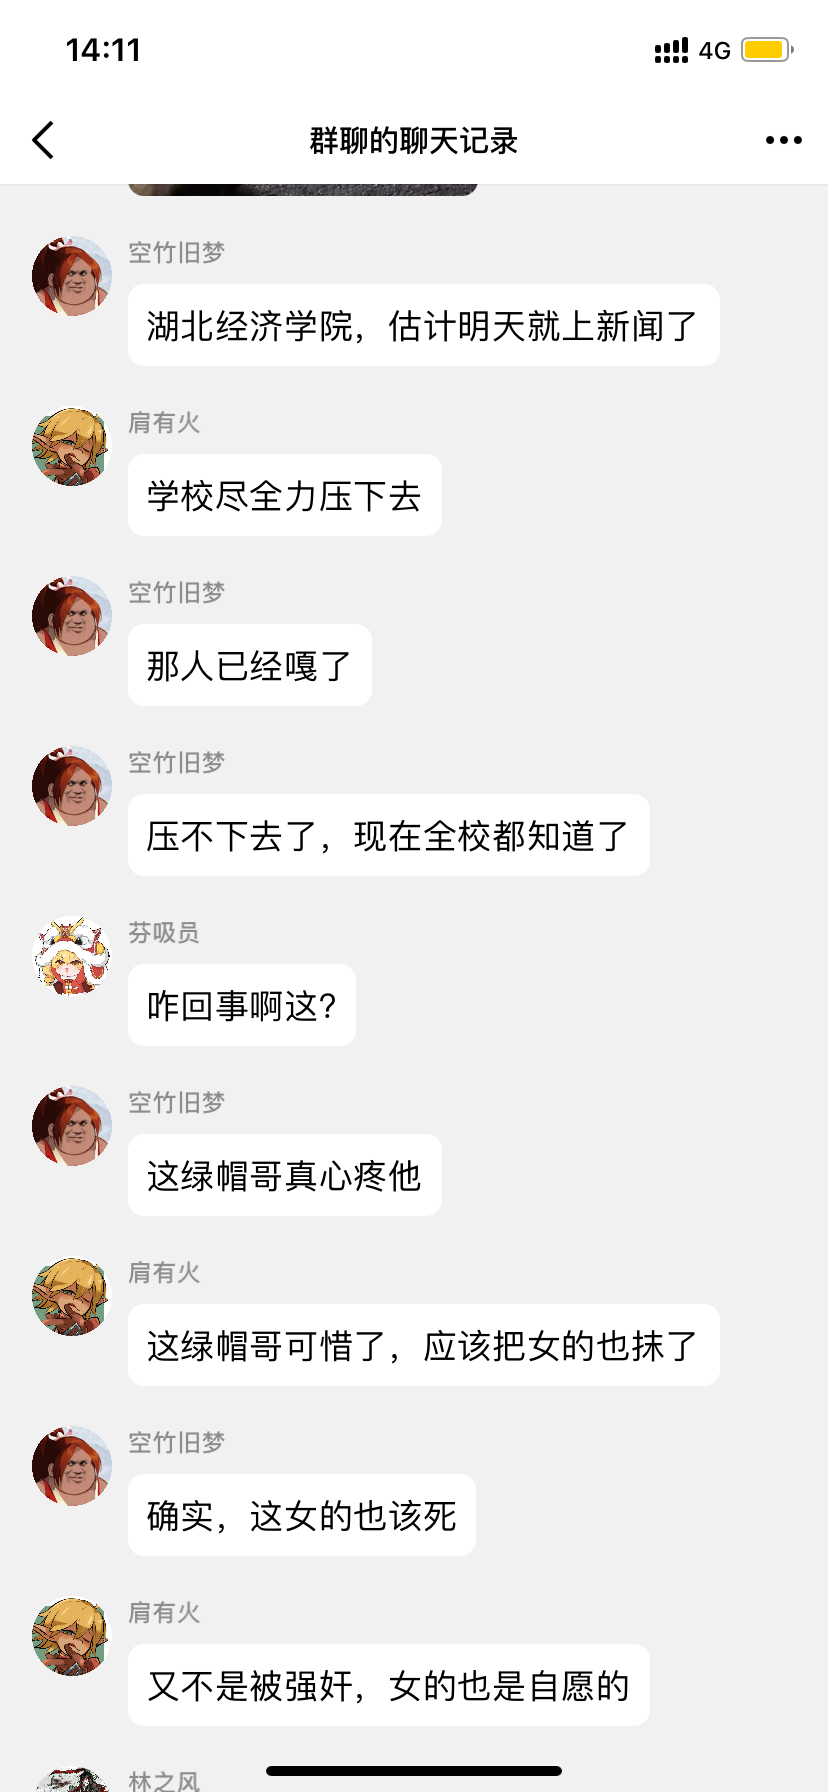 14:11
4G
群聊的聊天记录
空竹旧梦
湖北经济学院，估计明天就上新闻了
肩有火
学校尽全力压下去
空竹旧梦
那人已经嘎了
空竹旧梦
压不下去了，现在全校都知道了
芬吸员
咋回事啊这？
空竹旧梦
这绿帽哥真心疼他
肩有火
这绿帽哥可惜了，应该把女的也抹了
空竹旧梦
确实，这女的也该死
肩有火
又不是被强奸，女的也是自愿的
林之风